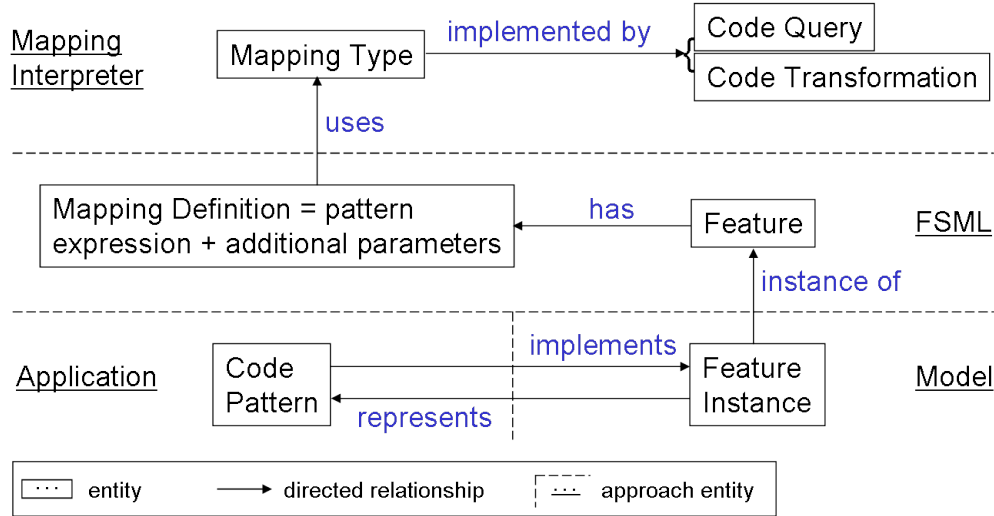 Mapping
Interpreter
Mapping Type
implemented by
Code Query
Code Transformation
uses
Mapping Definition = pattern
expression + additional parameters
has
Feature
FSML
instance of
Application
Code
Pattern
implements
represents
Feature
Instance
Model
... entity
directed relationship
... approach entity